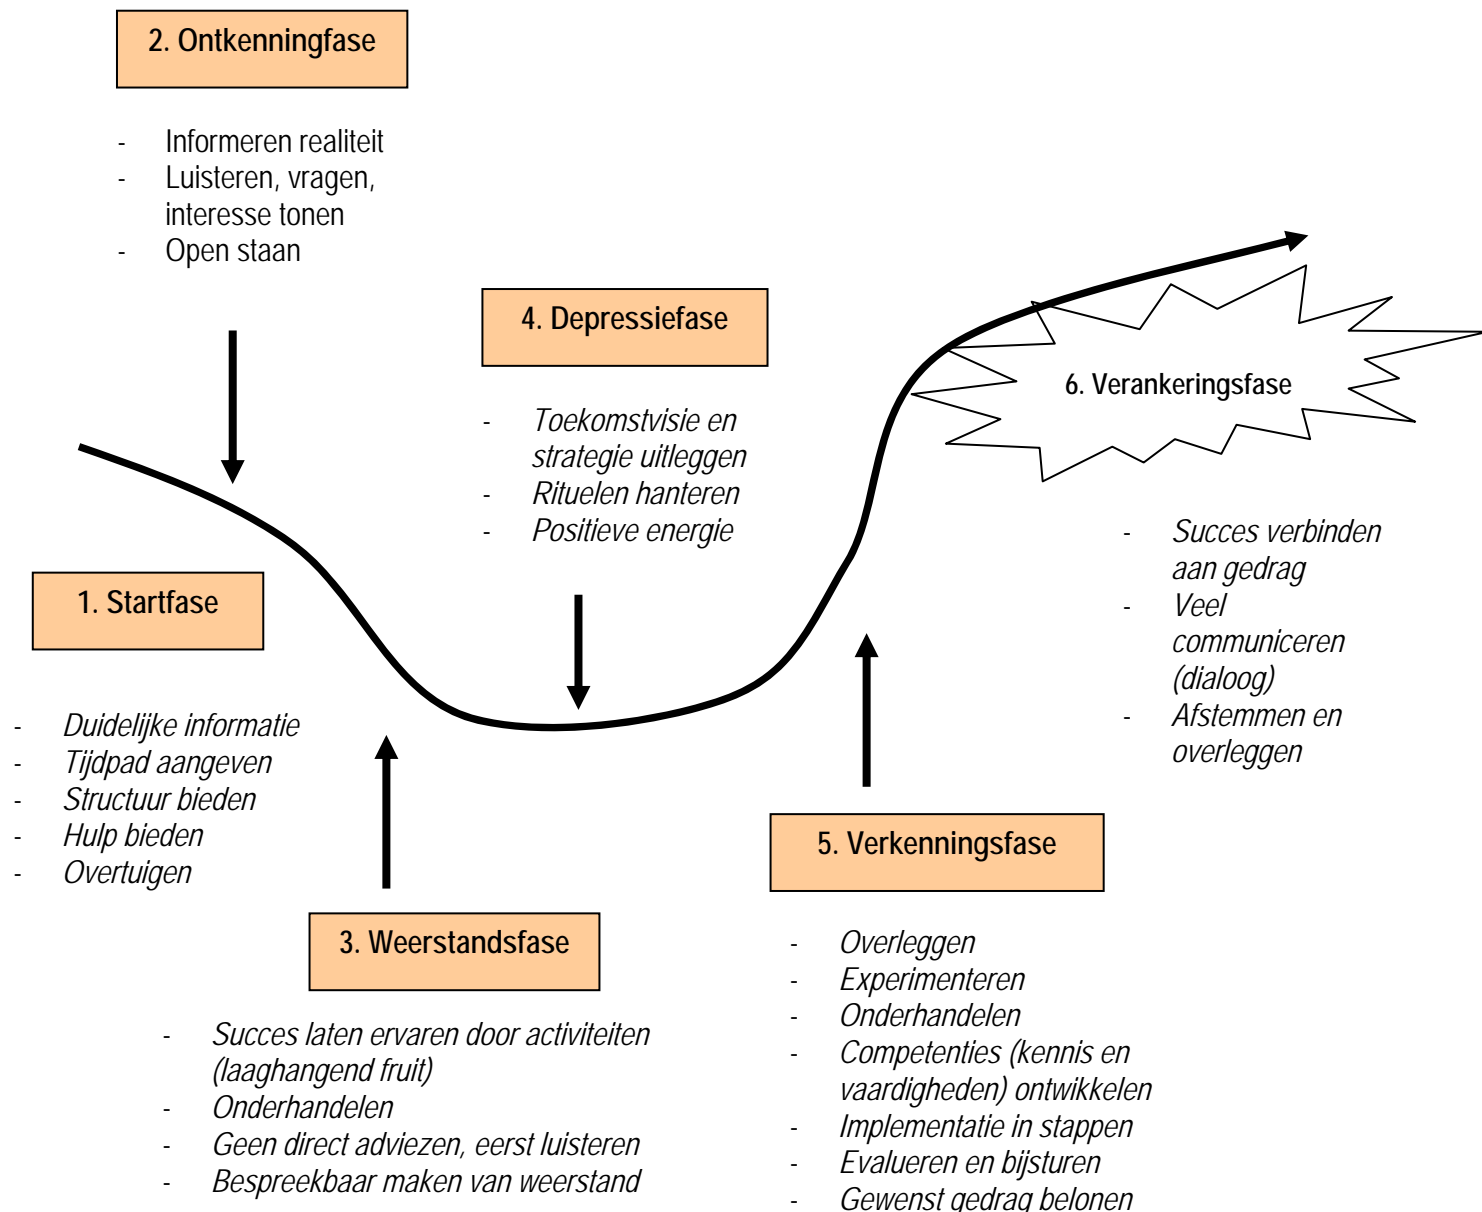 2. Ontkenningfase
- Informeren realiteit
- Luisteren, vragen,
interesse tonen
- Open staan
4. Depressiefase
- Toekomstvisie en
strategie uitleggen
- Rituelen hanteren
- Positieve energie
6. Verankeringsfase
- Succes verbinden
aan gedrag
- Veel
communiceren
(dialoog)
- Afstemmen en
overleggen
1. Startfase
- Duidelijke informatie
- Tijdpad aangeven
- Structuur bieden
- Hulp bieden
- Overtuigen
3. Weerstandsfase
- Succes laten ervaren door activiteiten
(laaghangend fruit)
- Onderhandelen
- Geen direct adviezen, eerst luisteren
- Bespreekbaar maken van weerstand
5. Verkenningsfase
- Overleggen
- Experimenteren
- Onderhandelen
- Competenties (kennis en
vaardigheden) ontwikkelen
- Implementatie in stappen
- Evalueren en bijsturen
- Gewenst gedrag belonen